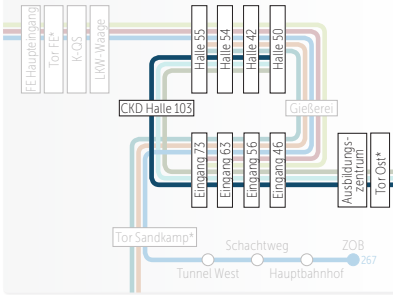 FE Haupteingang
Tor FE*
K-QS
LKW-Waage
Halle 55
Halle 54
Halle 42
Halle 50
CKD Halle 103
Gießerei
Eingang 73
Eingang 63
Eingang 56
Eingang 46
Ausbildungs-
zentrum
Tor Ost*
Tor Sandkamp*
Schachtweg
ZOB
267
Tunnel West
Hauptbahnhof